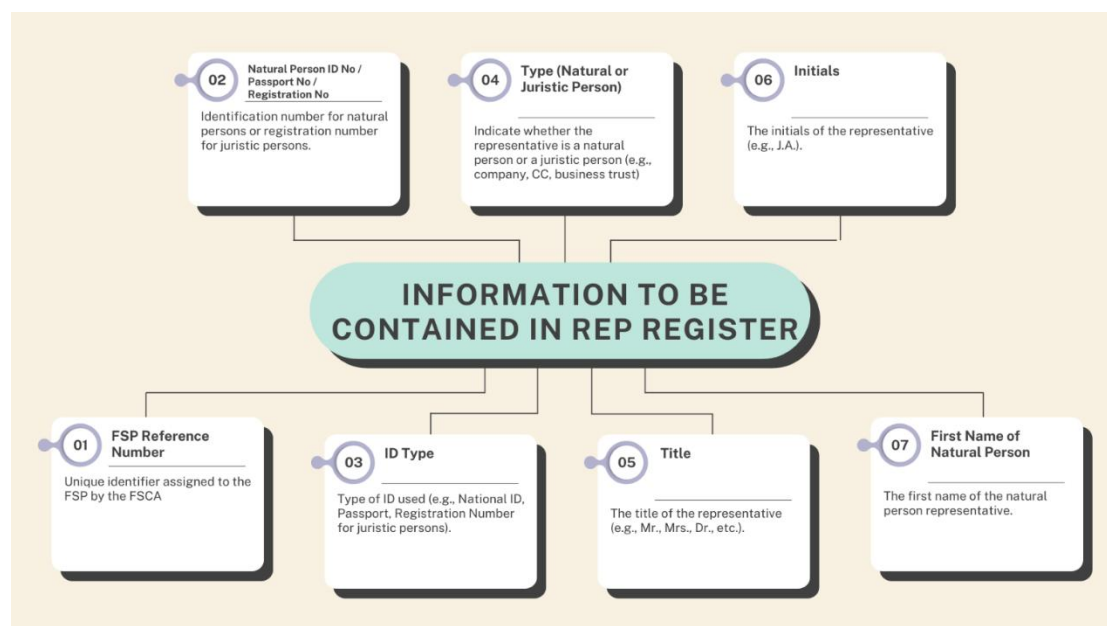 02
Natural Person ID No /
Passport No /
Registration No
Identification number for natural
persons or registration number
for juristic persons.
04
Type (Natural or
Juristic Person)
Indicate whether the
representative is a natural
person or a juristic person (e.g.,
company, CC, business trust)
06
Initials
The initials of the representative
(e.g., J.A.).
INFORMATION TO BE
CONTAINED IN REP REGISTER
01
FSP Reference
Number
Unique identifier assigned to the
FSP by the FSCA
03
ID Type
Type of ID used (e.g., National ID,
Passport, Registration Number
for juristic persons).
05
Title
The title of the representative
(e.g., Mr., Mrs., Dr., etc.).
07
First Name of
Natural Person
The first name of the natural
person representative.